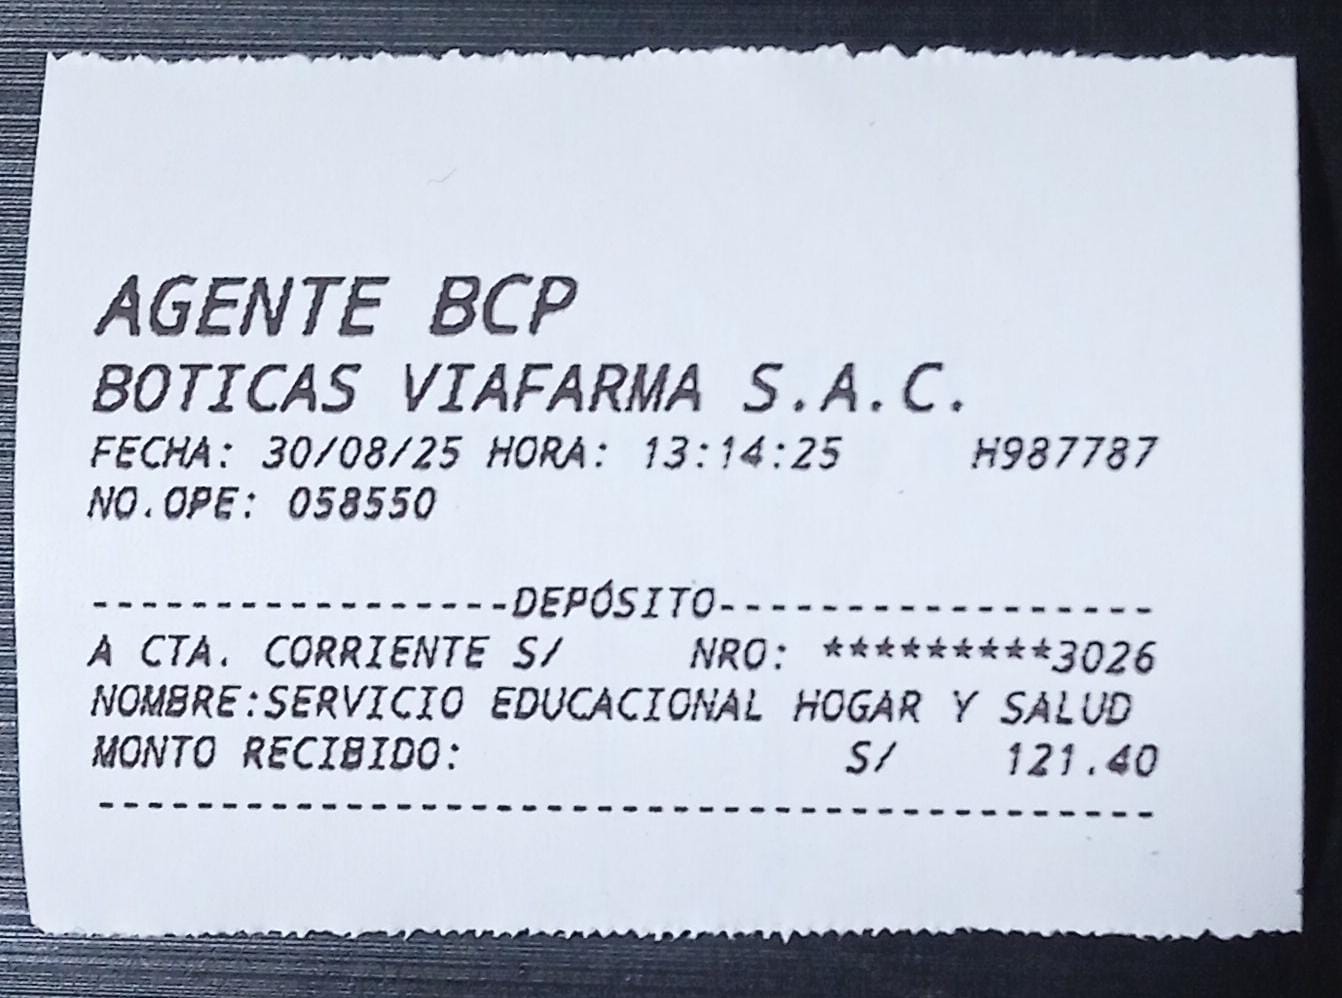 AGENTE BCP
BOTICAS VIAFARMA S.A.C.
FECHA: 30/08/25 HORA: 13:14:25 H987787
NO.OPE: 058550
-----------------DEPÓSITO-----------------
A CTA. CORRIENTE S/ NRO: *********3026
NOMBRE:SERVICIO EDUCACIONAL HOGAR Y SALUD
MONTO RECIBIDO: S/ 121.40
-----------------------------------------